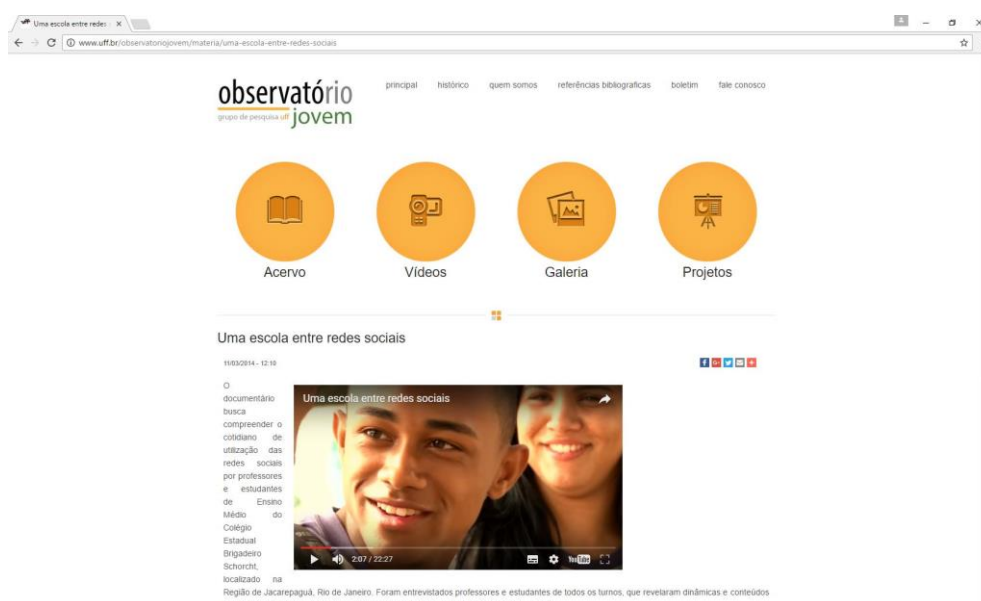 Uma escola entre redes
www.uff.br/observatoriojovem/materia/uma-escola-entre-redes-sociais
observatório
grupo de pesquisa uff jovem
principal histórico quem somos referências bibliograficas boletim fale conosco
Acervo Vídeos Galeria Projetos
Uma escola entre redes sociais
11/03/2014 - 12:10
O
documentário
busca
compreender o
cotidiano de
utilização das
redes sociais
por professores
e estudantes
de Ensino
Médio do
Colégio
Estadual
Brigadeiro
Schorcht,
localizado na
Região de Jacarepaguá, Rio de Janeiro. Foram entrevistados professores e estudantes de todos os turnos, que revelaram dinâmicas e conteúdos
Uma escola entre redes sociais
2:07 / 22:27
YouTube